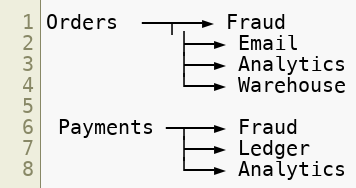 1 Orders ──┬──► Fraud
2 ├──► Email
3 ├──► Analytics
4 └──► Warehouse
5
6 Payments ─┬──► Fraud
7 ├──► Ledger
8 └──► Analytics